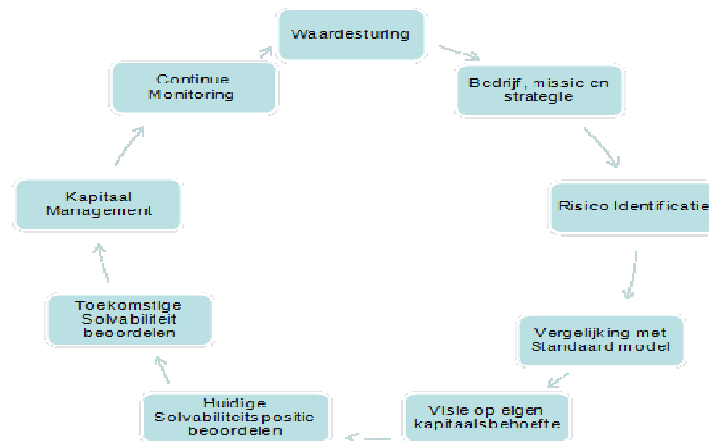 Waardesturing
Bedrijf, missie en
strategie
Risico Identificatie
Vergelijking met
Standaard model
Visie op eigen
kapitaalsbehoefte
Huidige
Solvabiliteitspositie
beoordelen
Toekomstige
Solvabiliteit
beoordelen
Kapitaal
Management
Continue
Monitoring